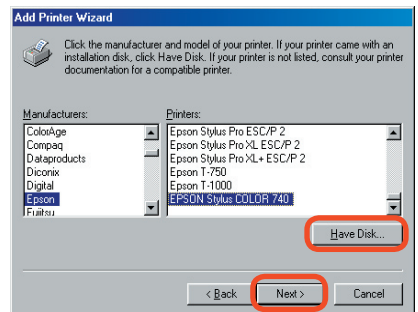 Add Printer Wizard
Click the manufacturer and model of your printer. If your printer came with an
installation disk, click Have Disk. If your printer is not listed, consult your printer
documentation for a compatible printer.
Manufacturers:
ColorAge
Compaq
Dataproducts
Diconix
Digital
Epson
Fujitsu
Printers:
Epson Stylus Pro ESC/P 2
Epson Stylus Pro XL ESC/P 2
Epson Stylus Pro XL+ ESC/P 2
Epson T-750
Epson T-1000
EPSON Stylus COLOR 740
Have Disk...
< Back
Next >
Cancel